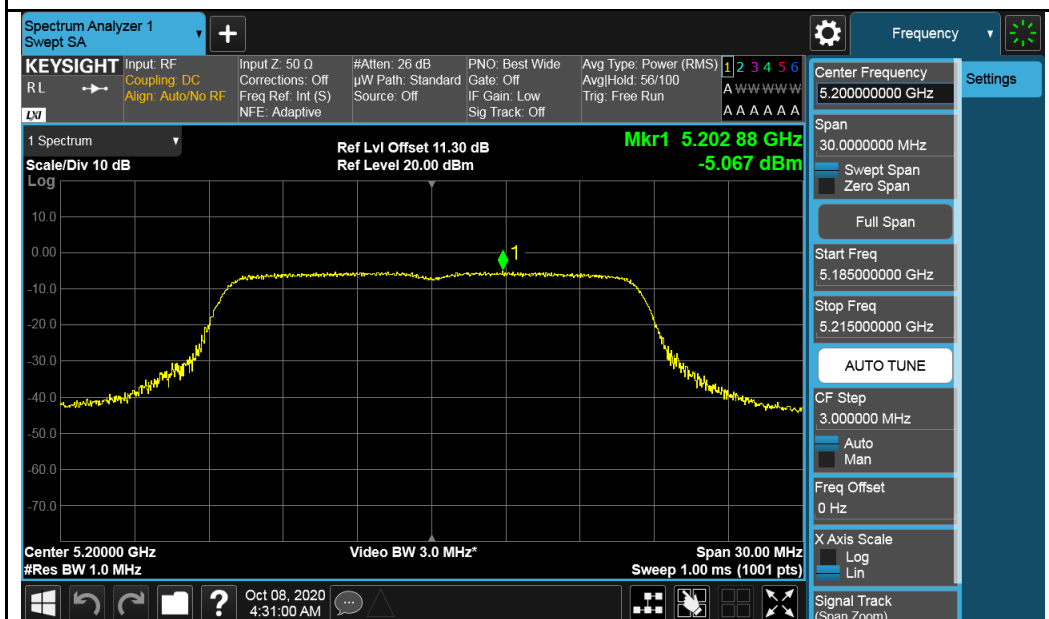 Spectrum Analyzer 1
Swept SA
+
Frequency
KEYSIGHT
RL
LXI
Input: RF
Coupling: DC
Align: Auto/No RF
Input Z: 50 Ω
Corrections: Off
Freq Ref: Int (S)
NFE: Adaptive
#Atten: 26 dB
µW Path: Standard
Source: Off
PNO: Best Wide
Gate: Off
IF Gain: Low
Sig Track: Off
Avg Type: Power (RMS)
Avg|Hold: 56/100
Trig: Free Run
1 2 3 4 5 6
A W W W W W
A A A A A A
1 Spectrum
Scale/Div 10 dB
Ref Lvl Offset 11.30 dB
Ref Level 20.00 dBm
Mkr1 5.202 88 GHz
-5.067 dBm
Log
10.0
0.00
-10.0
-20.0
-30.0
-40.0
-50.0
-60.0
-70.0
1
Center 5.20000 GHz
#Res BW 1.0 MHz
Video BW 3.0 MHz*
Span 30.00 MHz
Sweep 1.00 ms (1001 pts)
?
Oct 08, 2020
4:31:00 AM
Center Frequency
5.200000000 GHz
Span
30.0000000 MHz
Swept Span
Zero Span
Full Span
Start Freq
5.185000000 GHz
Stop Freq
5.215000000 GHz
AUTO TUNE
CF Step
3.000000 MHz
Auto
Man
Freq Offset
0 Hz
X Axis Scale
Log
Lin
Signal Track
(Span Zoom)
Settings